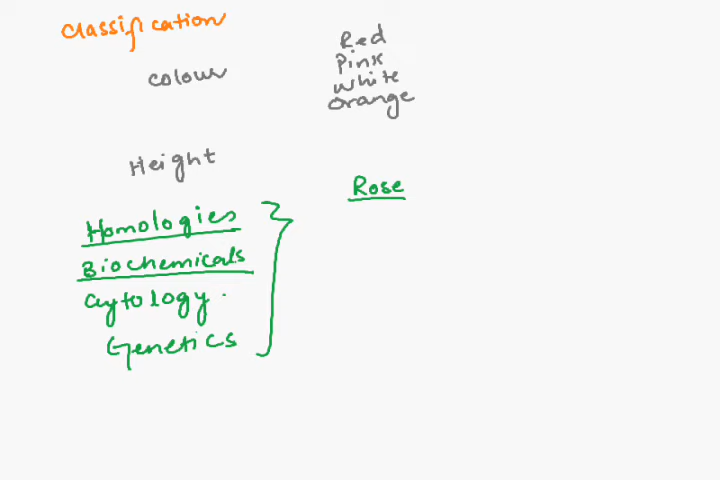 Classification
colour
Red
Pink
White
Orange
Height
Rose
Homologies
Biochemicals
Cytology.
Genetics